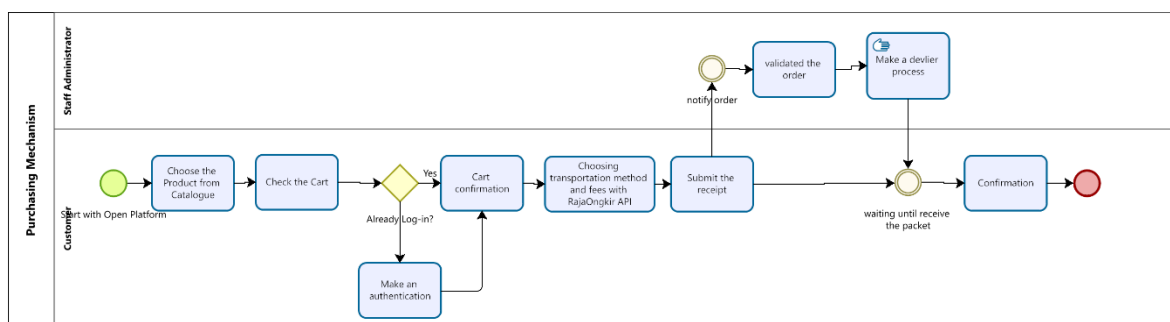 Purchasing Mechanism
Staff Administrator
notify order
validated the
order
Make a devlier
process
Customer
Start with Open Platform
Choose the
Product from
Catalogue
Check the Cart
Already Log-in?
Yes
Make an
authentication
Cart
confirmation
Choosing
transportation method
and fees with
RajaOngkir API
Submit the
receipt
waiting until receive
the packet
Confirmation